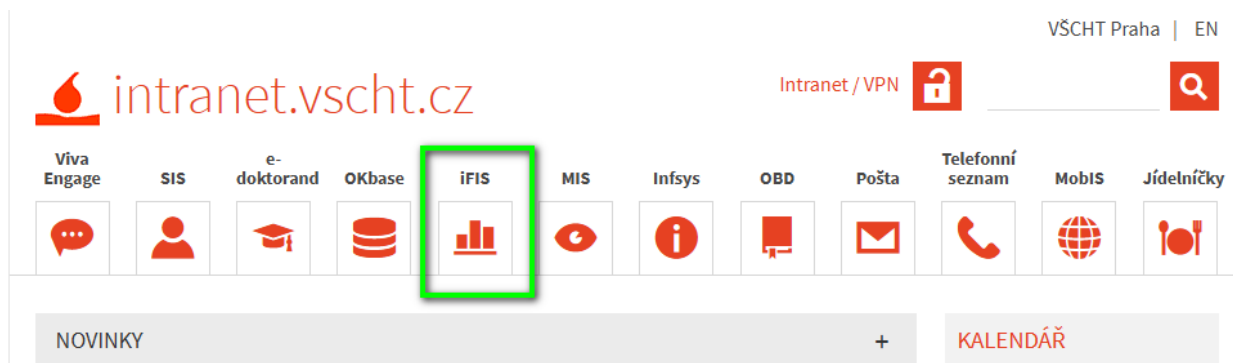 VŠCHT Praha | EN
intranet.vscht.cz
Intranet / VPN
Viva Engage
SIS
e-doktorand
OKbase
iFIS
MIS
Infsys
OBD
Pošta
Telefonní seznam
MobIS
Jídelníčky
NOVINKY +
KALENDÁŘ